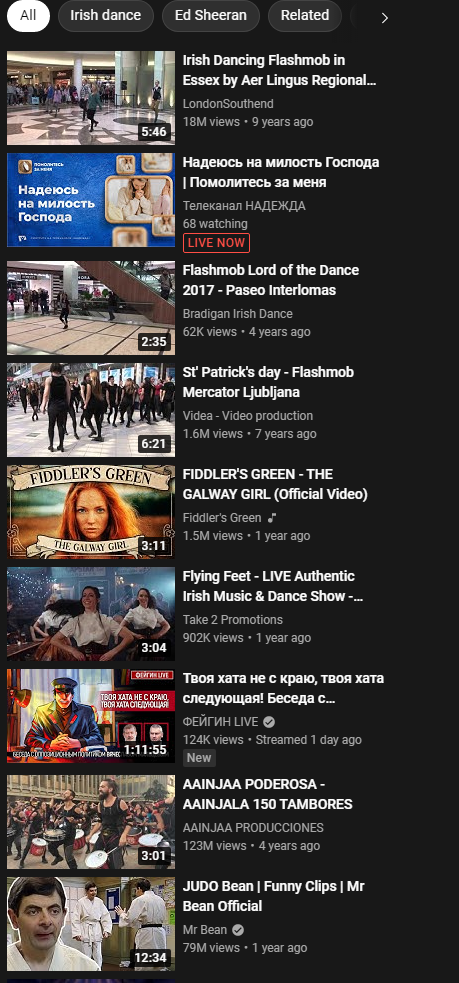 All
Irish dance
Ed Sheeran
Related
Irish Dancing Flashmob in
Essex by Aer Lingus Regional...
LondonSouthend
18M views • 9 years ago
5:46
ПОМОЛИТЕСЬ
ЗА МЕНЯ
Надеюсь
на милость
Господа
Надеюсь на милость Господа
| Помолитесь за меня
Телеканал НАДЕЖДА
68 watching
LIVE NOW
Flashmob Lord of the Dance
2017 - Paseo Interlomas
Bradigan Irish Dance
62K views • 4 years ago
2:35
St' Patrick's day - Flashmob
Mercator Ljubljana
Videa - Video production
1.6M views • 7 years ago
6:21
FIDDLER'S GREEN
THE GALWAY GIRL
3:11
FIDDLER'S GREEN - THE
GALWAY GIRL (Official Video)
Fiddler's Green
1.5M views • 1 year ago
Flying Feet - LIVE Authentic
Irish Music & Dance Show -...
Take 2 Promotions
902K views • 1 year ago
3:04
ФЕЙГИН LIVE
ТВОЯ ХАТА НЕ С КРАЮ,
ТВОЯ ХАТА СЛЕДУЮЩАЯ!
БЕСЕДА С ОППОЗИЦИОННЫМ ПОЛИТИКОМ
1:11:55
Твоя хата не с краю, твоя хата
следующая! Беседа с...
ФЕЙГИН LIVE
124K views • Streamed 1 day ago
New
AAINJAA PODEROSA -
AAINJALA 150 TAMBORES
AAINJAA PRODUCCIONES
123M views • 4 years ago
3:01
JUDO Bean | Funny Clips | Mr
Bean Official
Mr Bean
79M views • 1 year ago
12:34